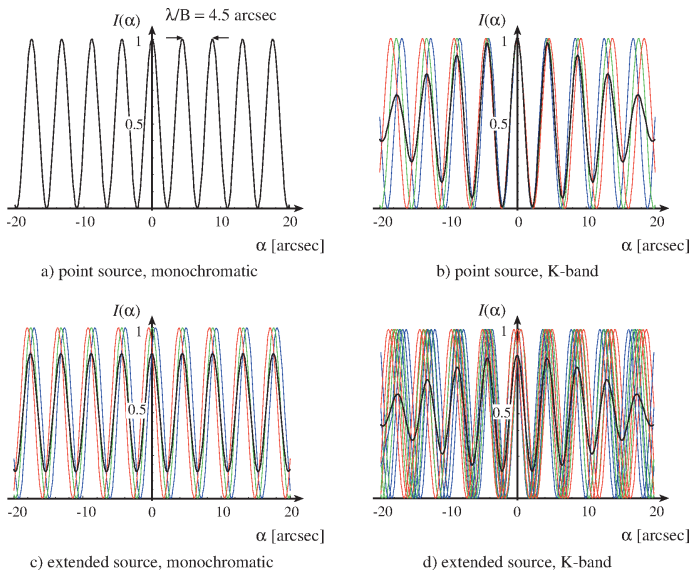 I(α)
λ/B = 4.5 arcsec
1
0.5
-20 -10 0 10 20
α [arcsec]
a) point source, monochromatic
I(α)
1
0.5
-20 -10 0 10 20
α [arcsec]
b) point source, K-band
I(α)
1
0.5
-20 -10 0 10 20
α [arcsec]
c) extended source, monochromatic
I(α)
1
0.5
-20 -10 0 10 20
α [arcsec]
d) extended source, K-band